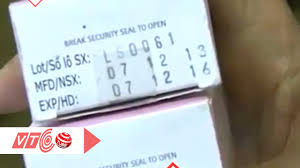 BREAK SECURITY SEAL TO OPEN
Lot/Số lô SX: L60061
MFD/NSX: 07 12 13
EXP/HD: 07 12 16
BREAK SECURITY SEAL TO OPEN
VTC